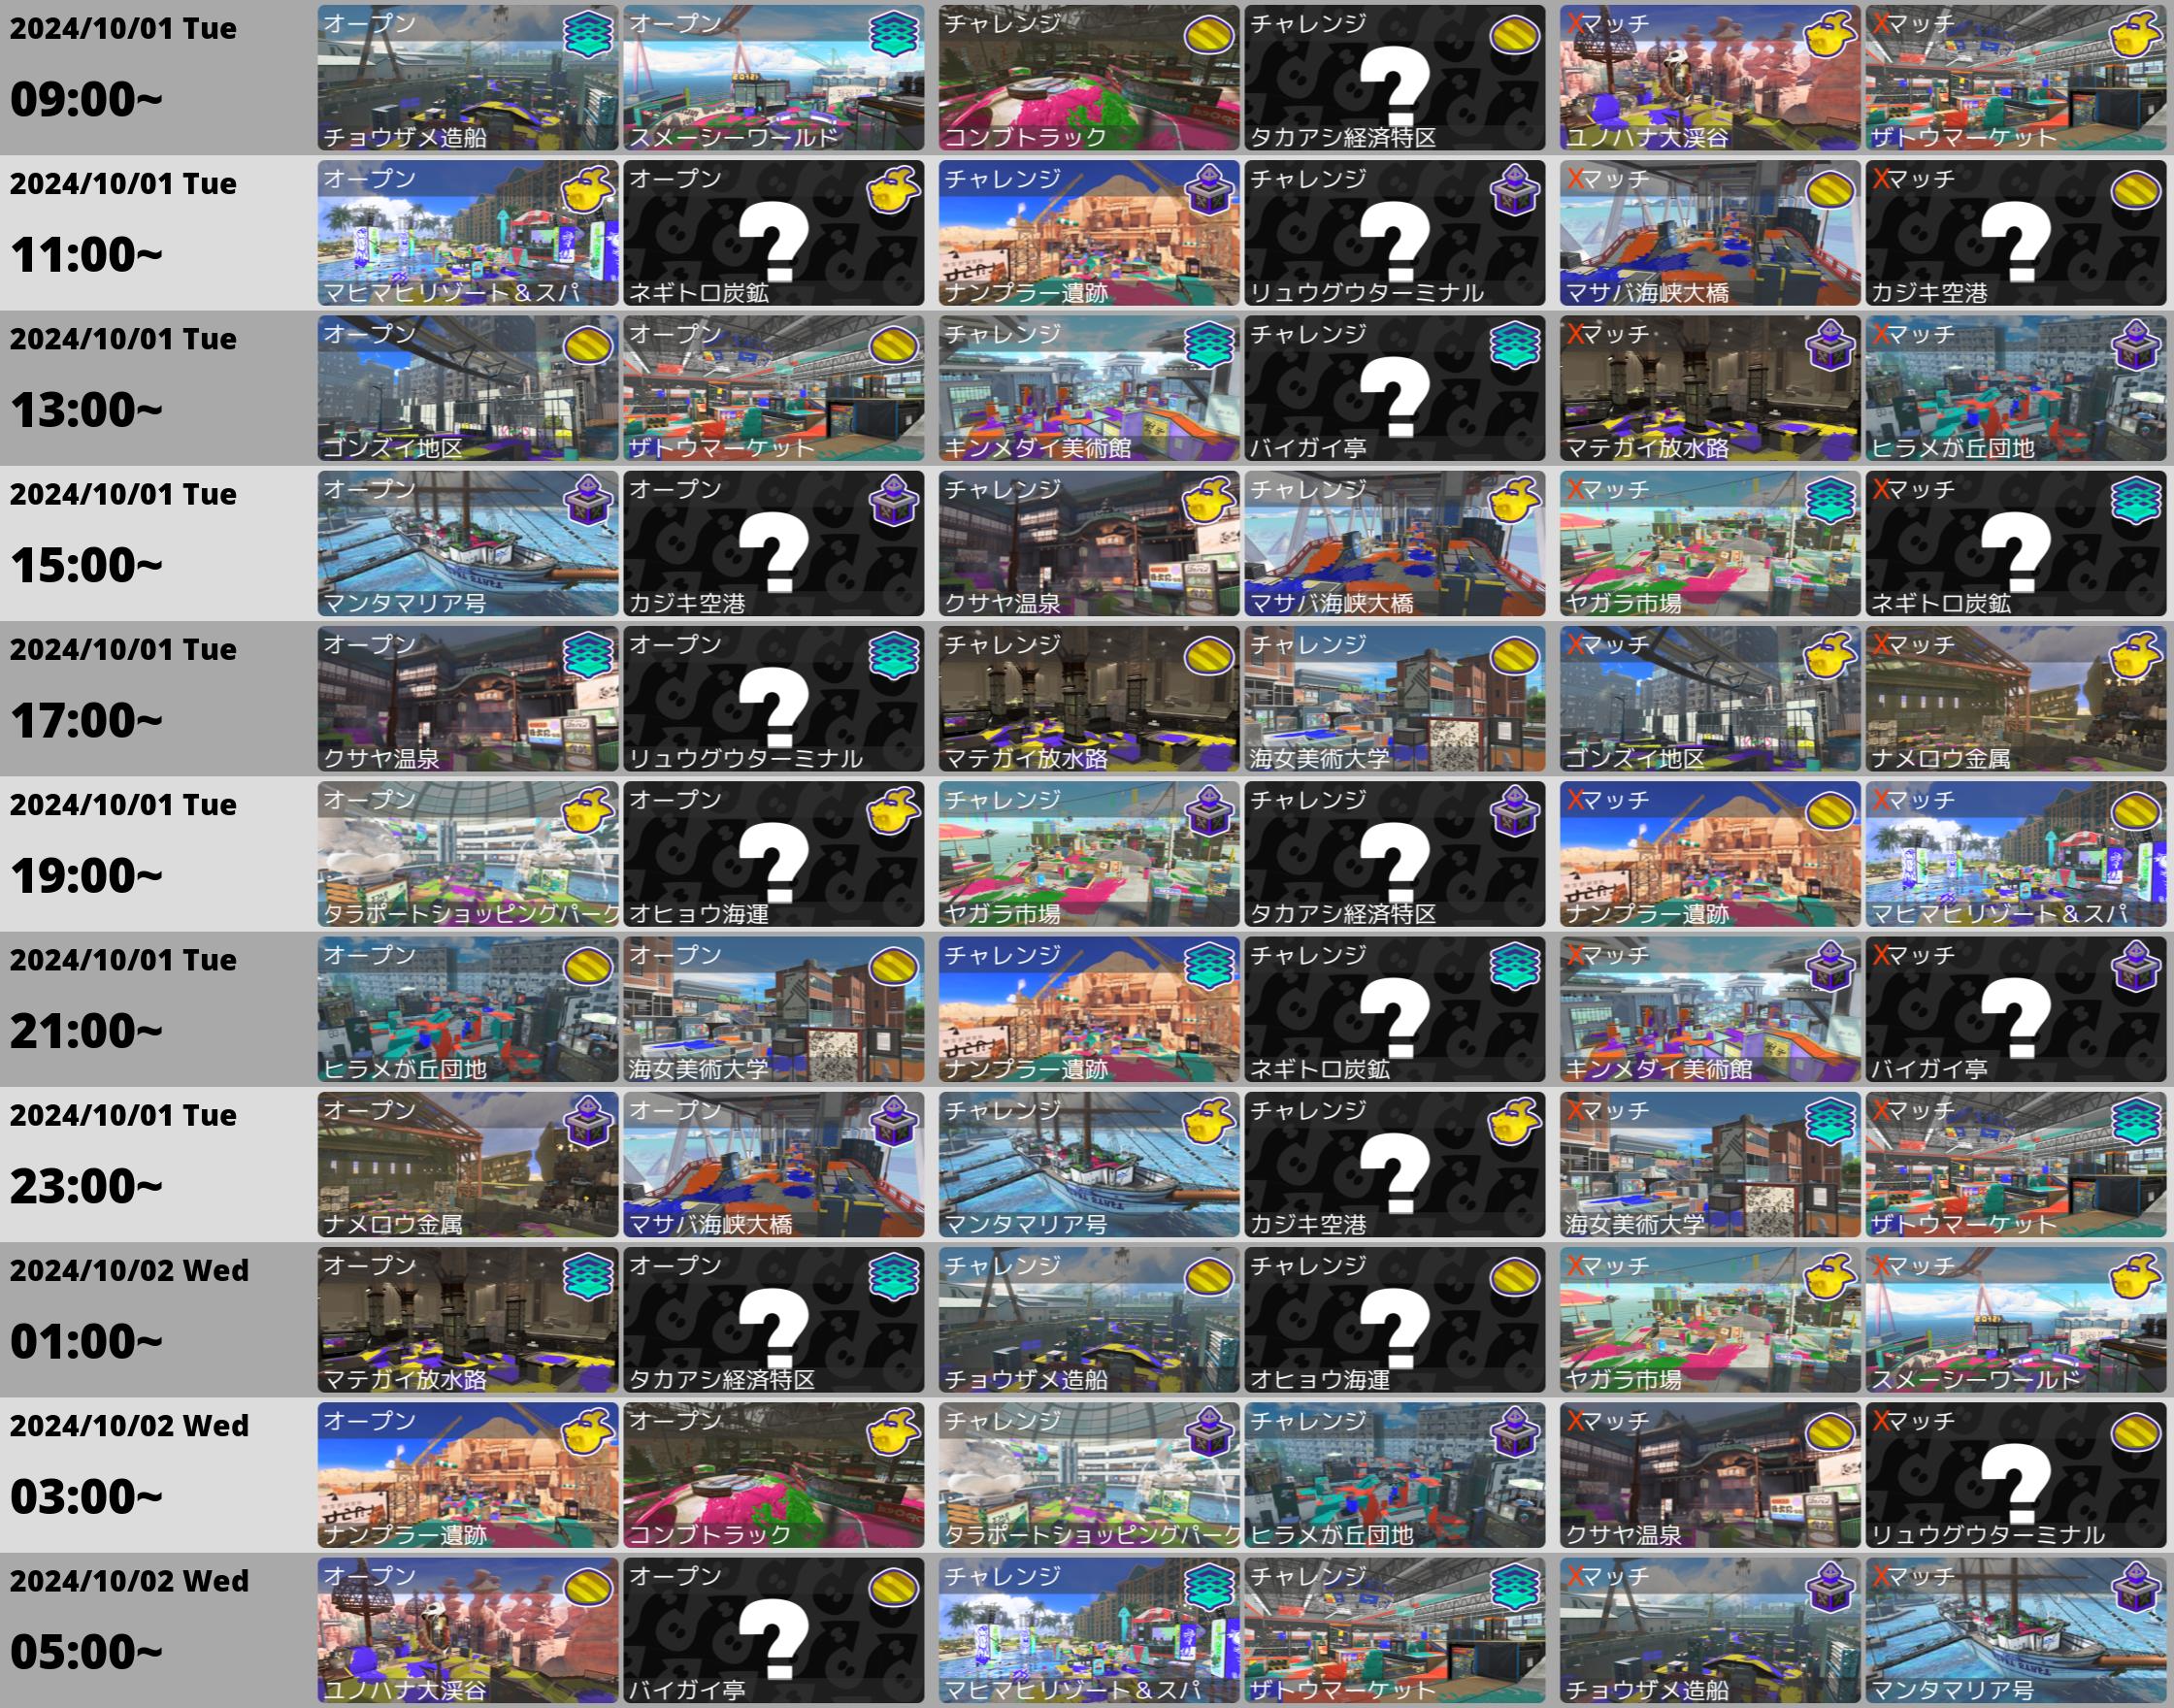 2024/10/01 Tue
09:00~
オープン
チョウザメ造船
オープン
スメーシーワールド
チャレンジ
コンブトラック
チャレンジ
?
タカアシ経済特区
Xマッチ
ユノハナ大渓谷
Xマッチ
ザトウマーケット
2024/10/01 Tue
11:00~
オープン
マヒマヒリゾート&スパ
オープン
?
ネギトロ炭鉱
チャレンジ
ナンプラー遺跡
チャレンジ
?
リュウグウターミナル
Xマッチ
マサバ海峡大橋
Xマッチ
?
カジキ空港
2024/10/01 Tue
13:00~
オープン
ゴンズイ地区
オープン
ザトウマーケット
チャレンジ
キンメダイ美術館
チャレンジ
?
バイガイ亭
Xマッチ
マテガイ放水路
Xマッチ
ヒラメが丘団地
2024/10/01 Tue
15:00~
オープン
マンタマリア号
オープン
?
カジキ空港
チャレンジ
クサヤ温泉
チャレンジ
マサバ海峡大橋
Xマッチ
ヤガラ市場
Xマッチ
?
ネギトロ炭鉱
2024/10/01 Tue
17:00~
オープン
クサヤ温泉
オープン
?
リュウグウターミナル
チャレンジ
マテガイ放水路
チャレンジ
海女美術大学
Xマッチ
ゴンズイ地区
Xマッチ
ナメロウ金属
2024/10/01 Tue
19:00~
オープン
タラポートショッピングパーク
オープン
?
オヒョウ海運
チャレンジ
ヤガラ市場
チャレンジ
?
タカアシ経済特区
Xマッチ
ナンプラー遺跡
Xマッチ
マヒマヒリゾート&スパ
2024/10/01 Tue
21:00~
オープン
ヒラメが丘団地
オープン
海女美術大学
チャレンジ
ナンプラー遺跡
チャレンジ
?
ネギトロ炭鉱
Xマッチ
キンメダイ美術館
Xマッチ
?
バイガイ亭
2024/10/01 Tue
23:00~
オープン
ナメロウ金属
オープン
マサバ海峡大橋
チャレンジ
マンタマリア号
チャレンジ
?
カジキ空港
Xマッチ
海女美術大学
Xマッチ
ザトウマーケット
2024/10/02 Wed
01:00~
オープン
マテガイ放水路
オープン
?
タカアシ経済特区
チャレンジ
チョウザメ造船
チャレンジ
?
オヒョウ海運
Xマッチ
ヤガラ市場
Xマッチ
スメーシーワールド
2024/10/02 Wed
03:00~
オープン
ナンプラー遺跡
オープン
コンブトラック
チャレンジ
タラポートショッピングパーク
チャレンジ
ヒラメが丘団地
Xマッチ
クサヤ温泉
Xマッチ
?
リュウグウターミナル
2024/10/02 Wed
05:00~
オープン
ユノハナ大渓谷
オープン
?
バイガイ亭
チャレンジ
マヒマヒリゾート&スパ
チャレンジ
ザトウマーケット
Xマッチ
チョウザメ造船
Xマッチ
マンタマリア号